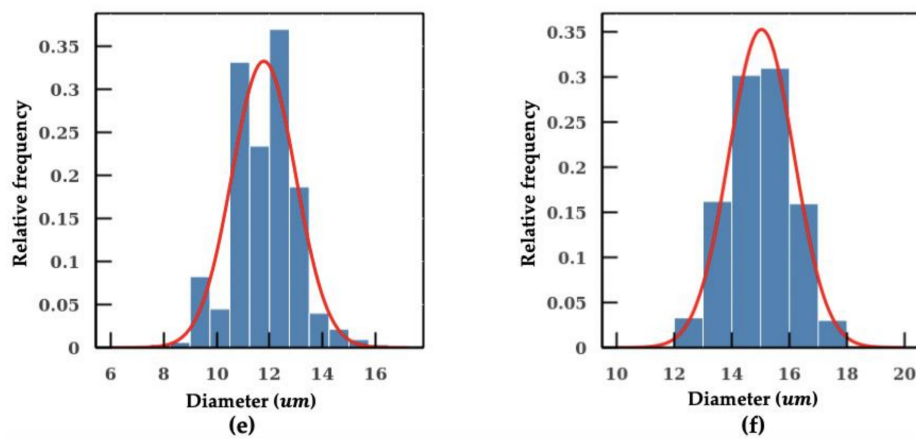 0.35
0.3
0.25
0.2
0.15
0.1
0.05
0
Relative frequency
6 8 10 12 14 16
Diameter (um)
(e)
0.35
0.3
0.25
0.2
0.15
0.1
0.05
0
Relative frequency
10 12 14 16 18 20
Diameter (um)
(f)